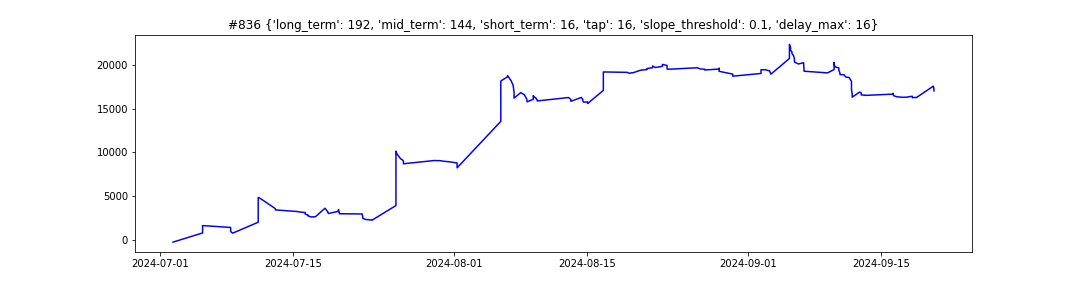 #836 {'long_term': 192, 'mid_term': 144, 'short_term': 16, 'tap': 16, 'slope_threshold': 0.1, 'delay_max': 16}
20000
15000
10000
5000
0
2024-07-01 2024-07-15 2024-08-01 2024-08-15 2024-09-01 2024-09-15